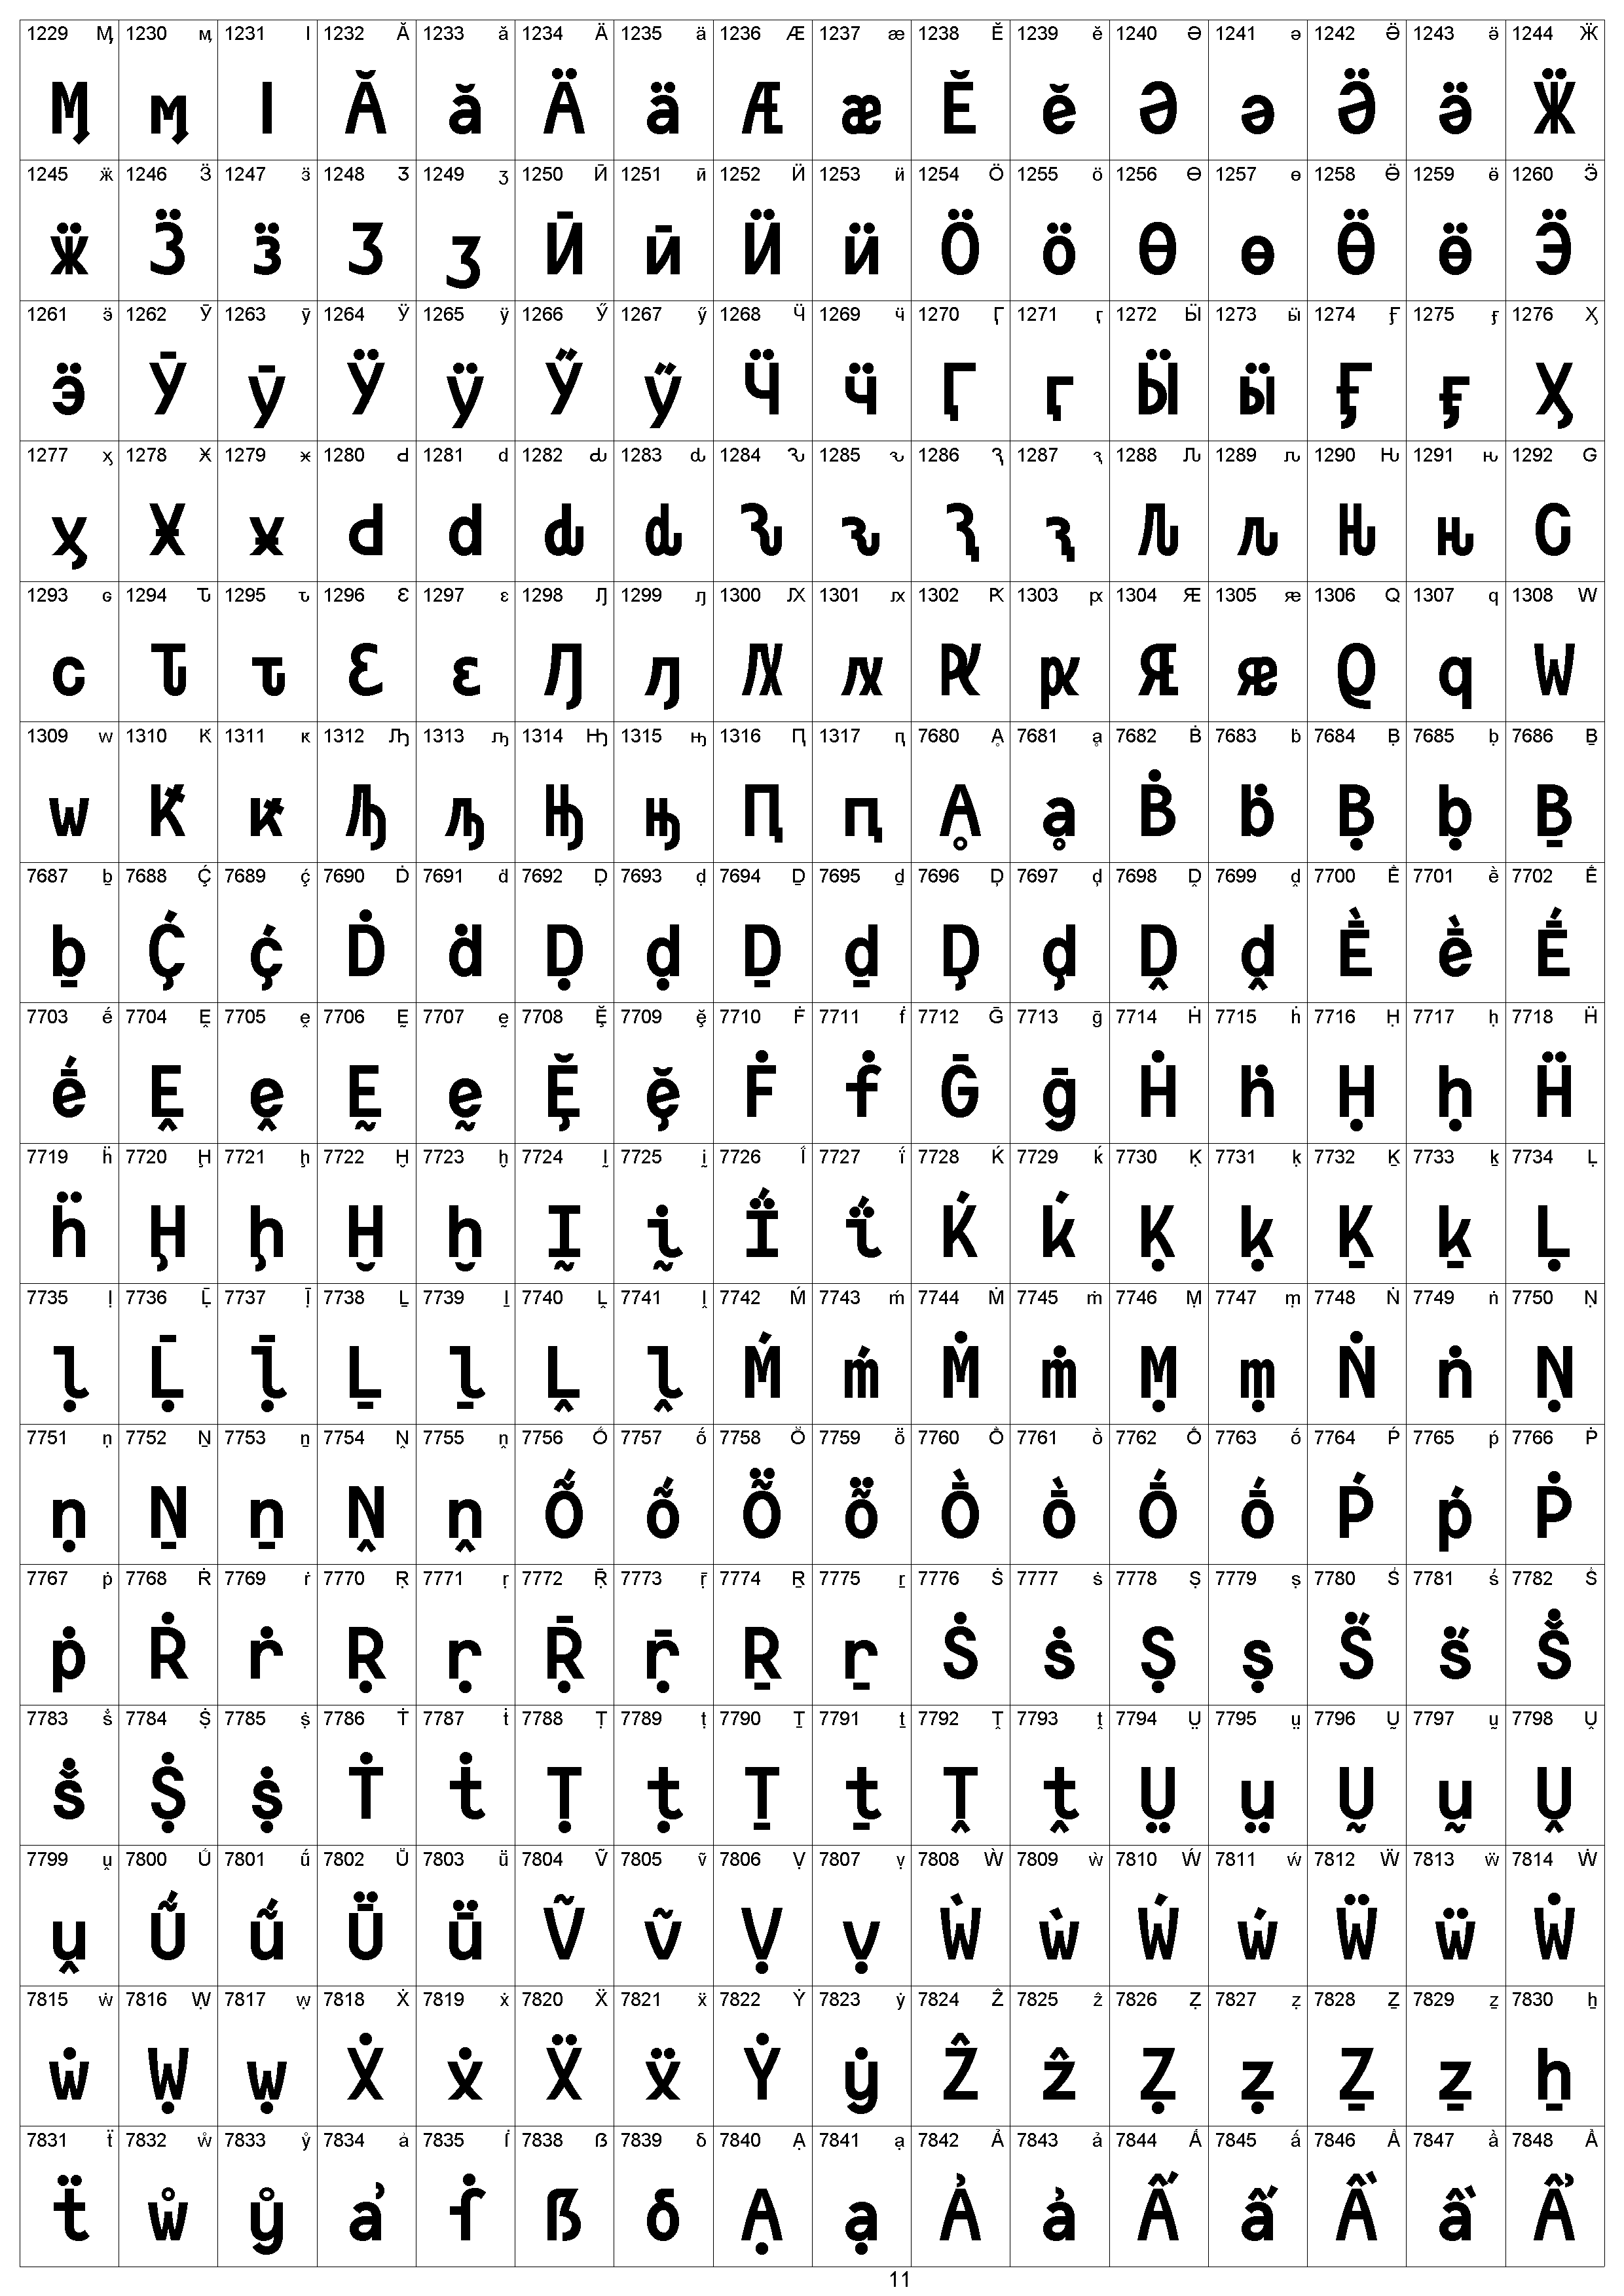 1229 Ӎ 1230 ӎ 1231 ӏ 1232 Ӑ 1233 ӑ 1234 Ӓ 1235 ӓ 1236 Ӕ 1237 ӕ 1238 Ӗ 1239 ӗ 1240 Ә 1241 ә 1242 Ӛ 1243 ӛ 1244 Ӝ
Ӎ ӎ ӏ Ӑ ӑ Ӓ ӓ Ӕ ӕ Ӗ ӗ Ә ә Ӛ ӛ Ӝ
1245 ӝ 1246 Ӟ 1247 ӟ 1248 Ӡ 1249 ӡ 1250 Ӣ 1251 ӣ 1252 Ӥ 1253 ӥ 1254 Ӧ 1255 ӧ 1256 Ө 1257 ө 1258 Ӫ 1259 ӫ 1260 Ӭ
ӝ Ӟ ӟ Ӡ ӡ Ӣ ӣ Ӥ ӥ Ӧ ӧ Ө ө Ӫ ӫ Ӭ
1261 ӭ 1262 Ӯ 1263 ӯ 1264 Ӱ 1265 ӱ 1266 Ӳ 1267 ӳ 1268 Ӵ 1269 ӵ 1270 Ӷ 1271 ӷ 1272 Ӹ 1273 ӹ 1274 Ӻ 1275 ӻ 1276 Ӽ
ӭ Ӯ ӯ Ӱ ӱ Ӳ ӳ Ӵ ӵ Ӷ ӷ Ӹ ӹ Ӻ ӻ Ӽ
1277 ӽ 1278 Ӿ 1279 ӿ 1280 Ԁ 1281 ԁ 1282 Ԃ 1283 ԃ 1284 Ԅ 1285 ԅ 1286 Ԇ 1287 ԇ 1288 Ԉ 1289 ԉ 1290 Ԋ 1291 ԋ 1292 Ԍ
ӽ Ӿ ӿ Ԁ ԁ Ԃ ԃ Ԅ ԅ Ԇ ԇ Ԉ ԉ Ԋ ԋ Ԍ
1293 ԍ 1294 Ԏ 1295 ԏ 1296 Ԑ 1297 ԑ 1298 Ԓ 1299 ԓ 1300 Ԕ 1301 ԕ 1302 Ԗ 1303 ԗ 1304 Ԙ 1305 ԙ 1306 Ԛ 1307 ԛ 1308 Ԝ
ԍ Ԏ ԏ Ԑ ԑ Ԓ ԓ Ԕ ԕ Ԗ ԗ Ԙ ԙ Ԛ ԛ Ԝ
1309 ԝ 1310 Ԟ 1311 ԟ 1312 Ԡ 1313 ԡ 1314 Ԣ 1315 ԣ 1316 Ԥ 1317 ԥ 7680 Ḁ 7681 ḁ 7682 Ḃ 7683 ḃ 7684 Ḅ 7685 ḅ 7686 Ḇ
ԝ Ԟ ԟ Ԡ ԡ Ԣ ԣ Ԥ ԥ Ḁ ḁ Ḃ ḃ Ḅ ḅ Ḇ
7687 ḇ 7688 Ḉ 7689 ḉ 7690 Ḋ 7691 ḋ 7692 Ḍ 7693 ḍ 7694 Ḏ 7695 ḏ 7696 Ḑ 7697 ḑ 7698 Ḓ 7699 ḓ 7700 Ḕ 7701 ḕ 7702 Ḗ
ḇ Ḉ ḉ Ḋ ḋ Ḍ ḍ Ḏ ḏ Ḑ ḑ Ḓ ḓ Ḕ ḕ Ḗ
7703 ḗ 7704 Ḙ 7705 ḙ 7706 Ḛ 7707 ḛ 7708 Ḝ 7709 ḝ 7710 Ḟ 7711 ḟ 7712 Ḡ 7713 ḡ 7714 Ḣ 7715 ḣ 7716 Ḥ 7717 ḥ 7718 Ḧ
ḗ Ḙ ḙ Ḛ ḛ Ḝ ḝ Ḟ ḟ Ḡ ḡ Ḣ ḣ Ḥ ḥ Ḧ
7719 ḧ 7720 Ḩ 7721 ḩ 7722 Ḫ 7723 ḫ 7724 Ḭ 7725 ḭ 7726 Ḯ 7727 ḯ 7728 Ḱ 7729 ḱ 7730 Ḳ 7731 ḳ 7732 Ḵ 7733 ḵ 7734 Ḷ
ḧ Ḩ ḩ Ḫ ḫ Ḭ ḭ Ḯ ḯ Ḱ ḱ Ḳ ḳ Ḵ ḵ Ḷ
7735 ḷ 7736 Ḹ 7737 ḹ 7738 Ḻ 7739 ḻ 7740 Ḽ 7741 ḽ 7742 Ḿ 7743 ḿ 7744 Ṁ 7745 ṁ 7746 Ṃ 7747 ṃ 7748 Ṅ 7749 ṅ 7750 Ṇ
ḷ Ḹ ḹ Ḻ ḻ Ḽ ḽ Ḿ ḿ Ṁ ṁ Ṃ ṃ Ṅ ṅ Ṇ
7751 ṇ 7752 Ṉ 7753 ṉ 7754 Ṋ 7755 ṋ 7756 Ṍ 7757 ṍ 7758 Ṏ 7759 ṏ 7760 Ṑ 7761 ṑ 7762 Ṓ 7763 ṓ 7764 Ṕ 7765 ṕ 7766 Ṗ
ṇ Ṉ ṉ Ṋ ṋ Ṍ ṍ Ṏ ṏ Ṑ ṑ Ṓ ṓ Ṕ ṕ Ṗ
7767 ṗ 7768 Ṙ 7769 ṙ 7770 Ṛ 7771 ṛ 7772 Ṝ 7773 ṝ 7774 Ṟ 7775 ṟ 7776 Ṡ 7777 ṡ 7778 Ṣ 7779 ṣ 7780 Ṥ 7781 ṥ 7782 Ṧ
ṗ Ṙ ṙ Ṛ ṛ Ṝ ṝ Ṟ ṟ Ṡ ṡ Ṣ ṣ Ṥ ṥ Ṧ
7783 ṧ 7784 Ṩ 7785 ṩ 7786 Ṫ 7787 ṫ 7788 Ṭ 7789 ṭ 7790 Ṯ 7791 ṯ 7792 Ṱ 7793 ṱ 7794 Ṳ 7795 ṳ 7796 Ṵ 7797 ṵ 7798 Ṷ
ṧ Ṩ ṩ Ṫ ṫ Ṭ ṭ Ṯ ṯ Ṱ ṱ Ṳ ṳ Ṵ ṵ Ṷ
7799 ṷ 7800 Ṹ 7801 ṹ 7802 Ṻ 7803 ṻ 7804 Ṽ 7805 ṽ 7806 Ṿ 7807 ṿ 7808 Ẁ 7809 ẁ 7810 Ẃ 7811 ẃ 7812 Ẅ 7813 ẅ 7814 Ẇ
ṷ Ṹ ṹ Ṻ ṻ Ṽ ṽ Ṿ ṿ Ẁ ẁ Ẃ ẃ Ẅ ẅ Ẇ
7815 ẇ 7816 Ẉ 7817 ẉ 7818 Ẋ 7819 ẋ 7820 Ẍ 7821 ẍ 7822 Ẏ 7823 ẏ 7824 Ẑ 7825 ẑ 7826 Ẓ 7827 ẓ 7828 Ẕ 7829 ẕ 7830 ẖ
ẇ Ẉ ẉ Ẋ ẋ Ẍ ẍ Ẏ ẏ Ẑ ẑ Ẓ ẓ Ẕ ẕ ẖ
7831 ẗ 7832 ẘ 7833 ẙ 7834 ẚ 7835 ẛ 7838 ẞ 7839 ẟ 7840 Ạ 7841 ạ 7842 Ả 7843 ả 7844 Ấ 7845 ấ 7846 Ầ 7847 ầ 7848 Ẩ
ẗ ẘ ẙ ẚ ẛ ẞ ẟ Ạ ạ Ả ả Ấ ấ Ầ ầ Ẩ
11